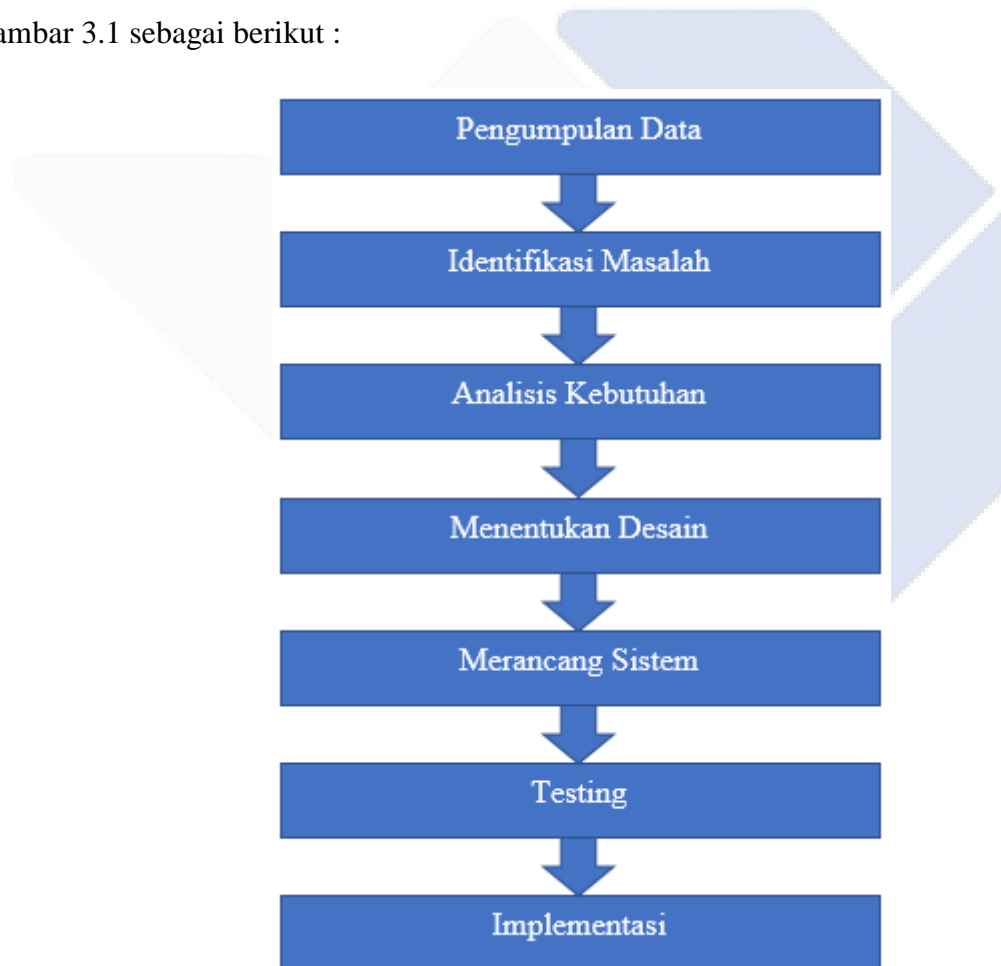 ambar 3.1 sebagai berikut :
Pengumpulan Data
Identifikasi Masalah
Analisis Kebutuhan
Menentukan Desain
Merancang Sistem
Testing
Implementasi